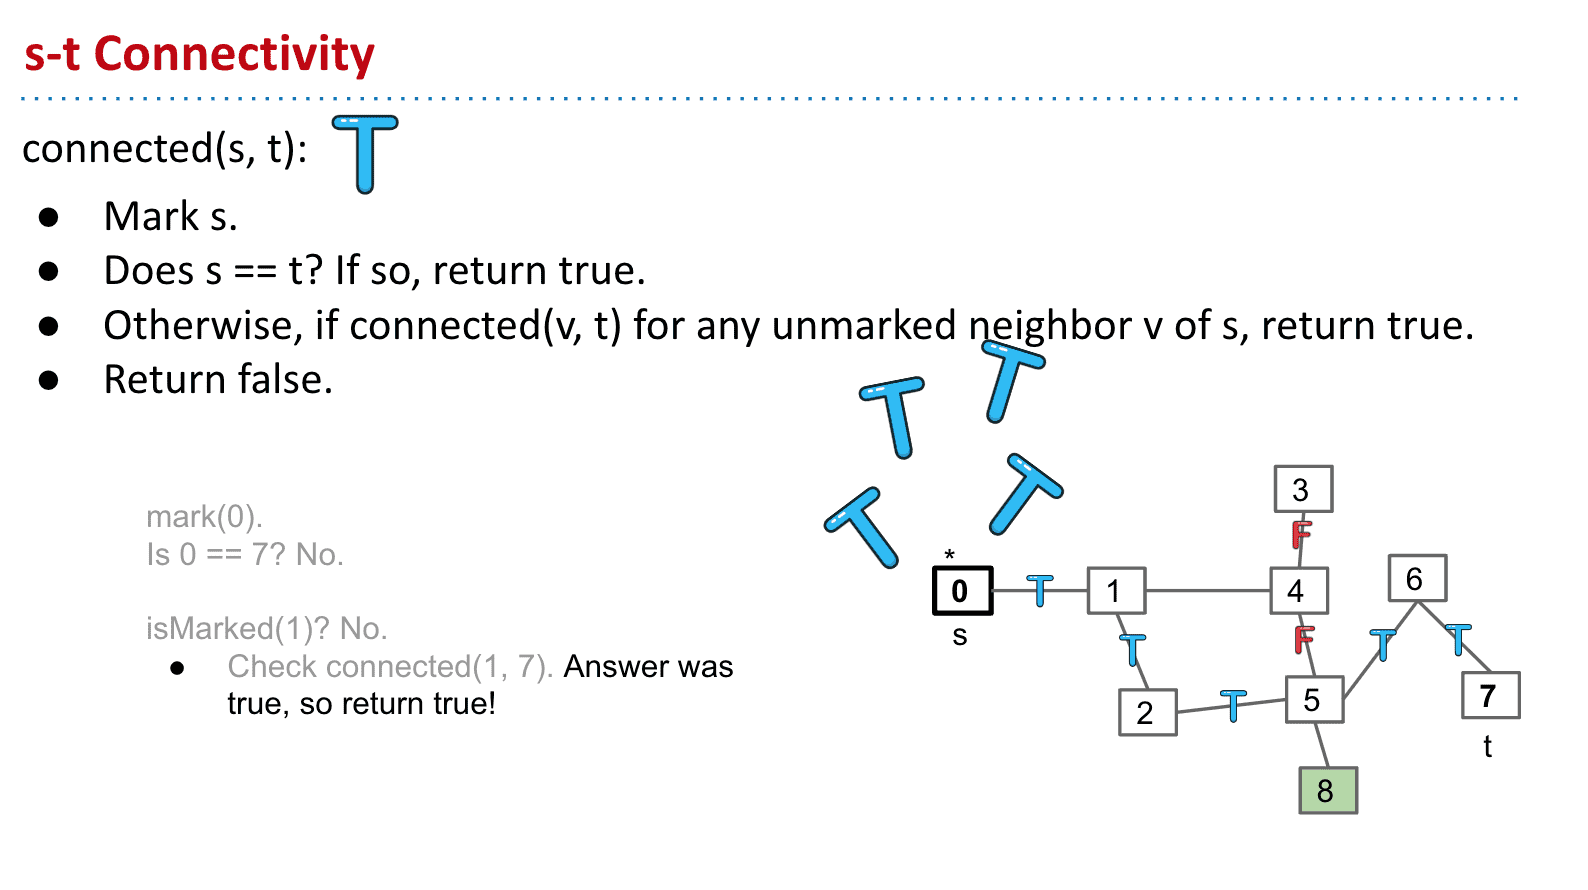 s-t Connectivity
connected(s, t): T
● Mark s.
● Does s == t? If so, return true.
● Otherwise, if connected(v, t) for any unmarked neighbor v of s, return true.
● Return false.
T
T
T
T
mark(0).
Is 0 == 7? No.
isMarked(1)? No.
● Check connected(1, 7). Answer was
true, so return true!
3
F
*
6
0 T 1 4
s
T F T T
5
7
2 T
t
8